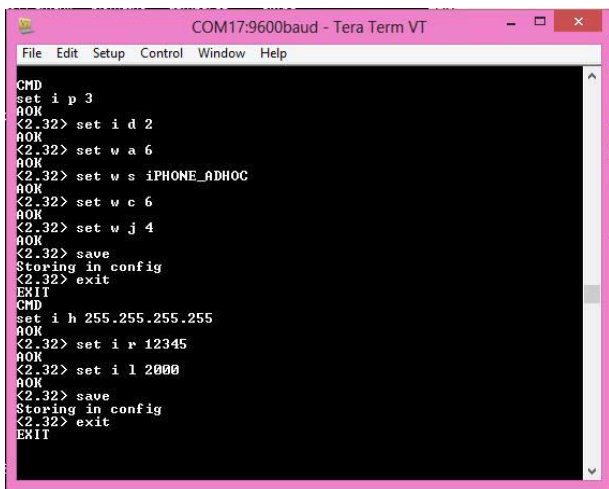 COM17:9600baud - Tera Term VT
File Edit Setup Control Window Help
CMD
set i p 3
AOK
<2.32> set i d 2
AOK
<2.32> set w a 6
AOK
<2.32> set w s iPHONE_ADHOC
AOK
<2.32> set w c 6
AOK
<2.32> set w j 4
AOK
<2.32> save
Storing in config
<2.32> exit
EXIT
CMD
set i h 255.255.255.255
AOK
<2.32> set i r 12345
AOK
<2.32> set i l 2000
AOK
<2.32> save
Storing in config
<2.32> exit
EXIT